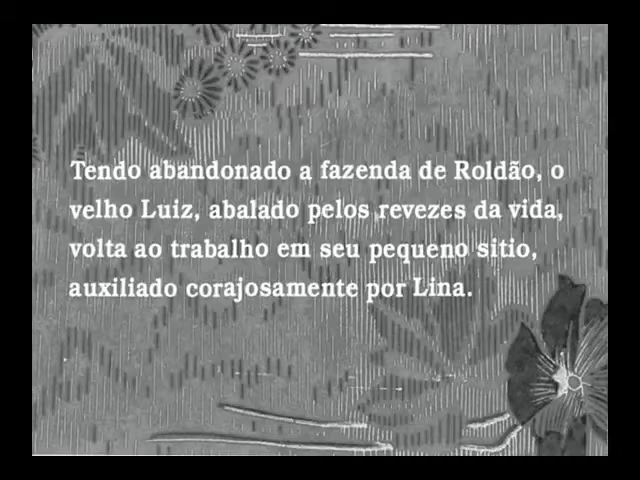 Tendo abandonado a fazenda de Roldão, o
velho Luiz, abalado pelos revezes da vida,
volta ao trabalho em seu pequeno sitio,
auxiliado corajosamente por Lina.